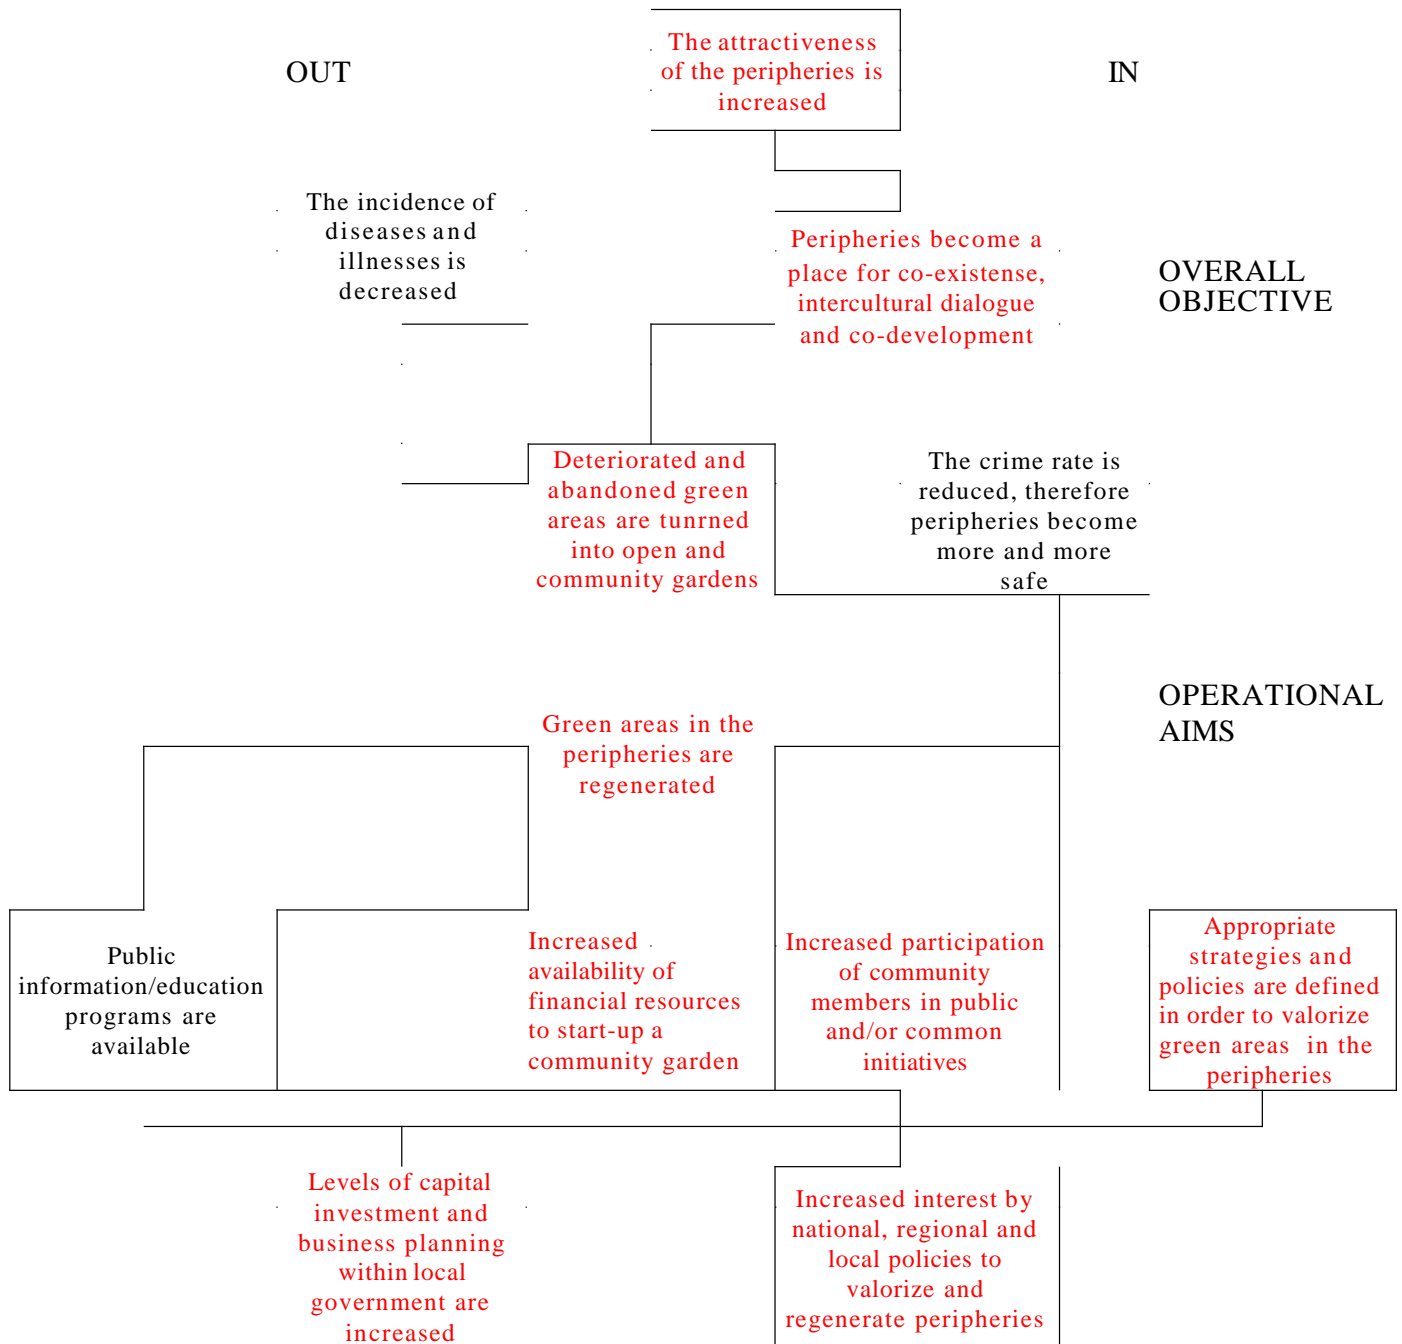 OUT
The attractiveness
of the peripheries is
increased
IN
The incidence of
diseases and
illnesses is
decreased
Peripheries become a
place for co-existense,
intercultural dialogue
and co-development
OVERALL
OBJECTIVE
Deteriorated and
abandoned green
areas are tunrned
into open and
community gardens
The crime rate is
reduced, therefore
peripheries become
more and more
safe
OPERATIONAL
AIMS
Green areas in the
peripheries are
regenerated
Public
information/education
programs are
available
Increased
availability of
financial resources
to start-up a
community garden
Increased participation
of community
members in public
and/or common
initiatives
Appropriate
strategies and
policies are defined
in order to valorize
green areas in the
peripheries
Levels of capital
investment and
business planning
within local
government are
increased
Increased interest by
national, regional and
local policies to
valorize and
regenerate peripheries